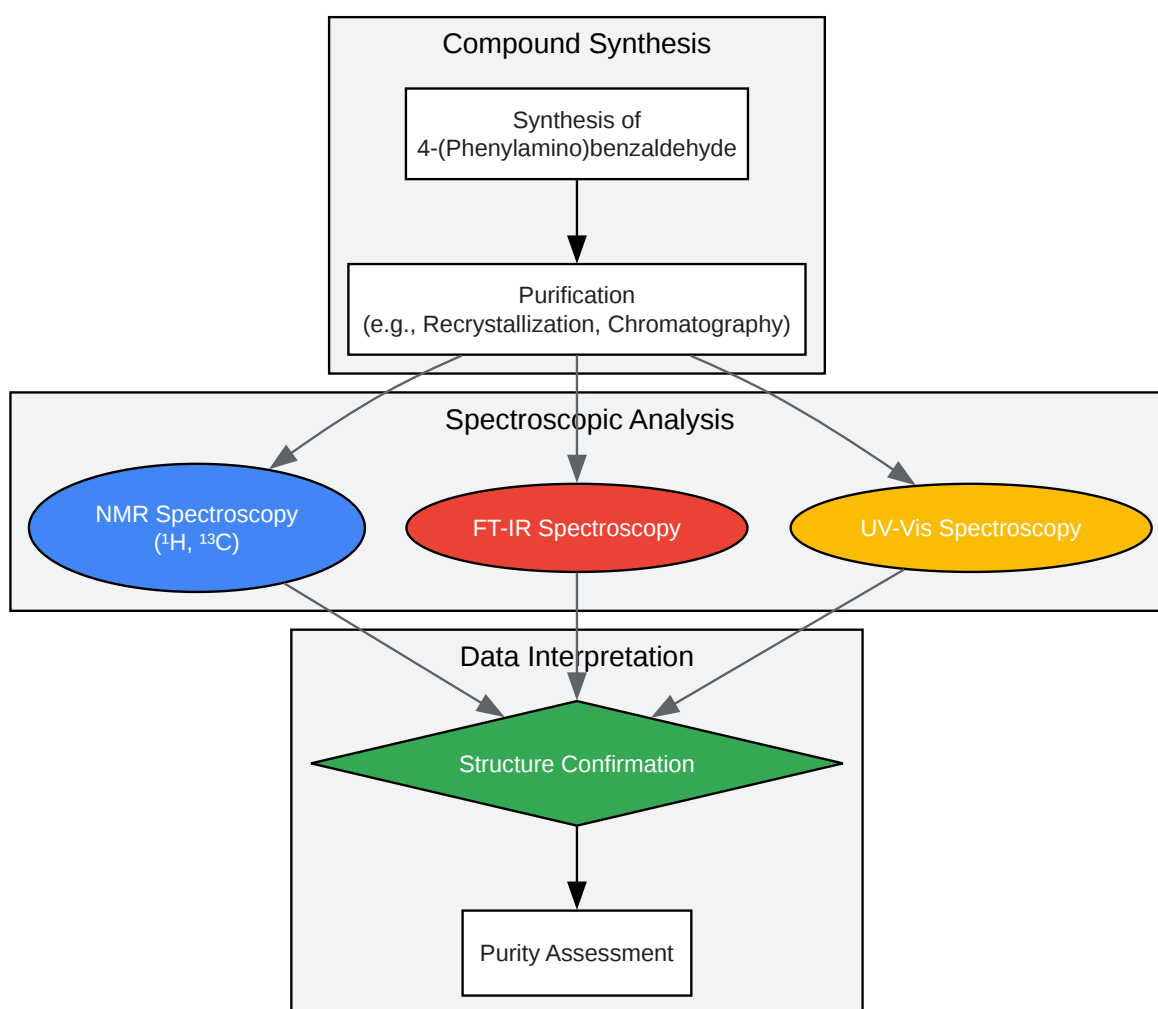 Compound Synthesis
Synthesis of
4-(Phenylamino)benzaldehyde
Purification
(e.g., Recrystallization, Chromatography)
Spectroscopic Analysis
NMR Spectroscopy
(¹H, ¹³C)
FT-IR Spectroscopy
UV-Vis Spectroscopy
Data Interpretation
Structure Confirmation
Purity Assessment